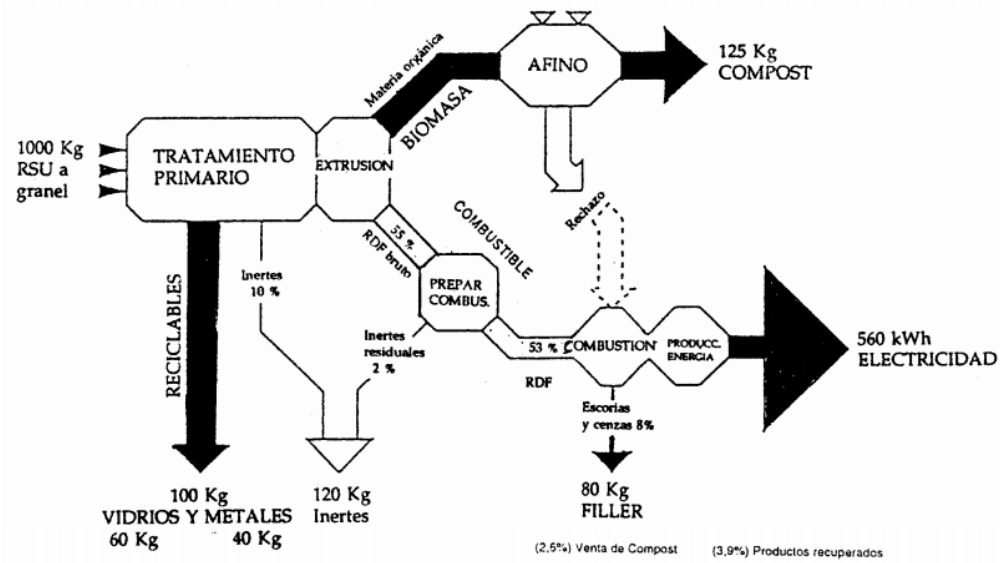 1000 Kg
RSU a
granel
TRATAMIENTO
PRIMARIO
EXTRUSION
Materia orgánica
BIOMASA
AFINO
125 Kg
COMPOST
Rechazo
COMBUSTIBLE
55 %
RDF bruto
PREPAR
COMBUS.
RECICLABLES
Inertes
10 %
Inertes
residuales
2 %
53 %
RDF
COMBUSTION
PRODUCC.
ENERGIA
560 kWh
ELECTRICIDAD
Escorias
y cenzas 8%
100 Kg
VIDRIOS Y METALES
60 Kg 40 Kg
120 Kg
Inertes
80 Kg
FILLER
(2,5%) Venta de Compost (3,9%) Productos recuperados